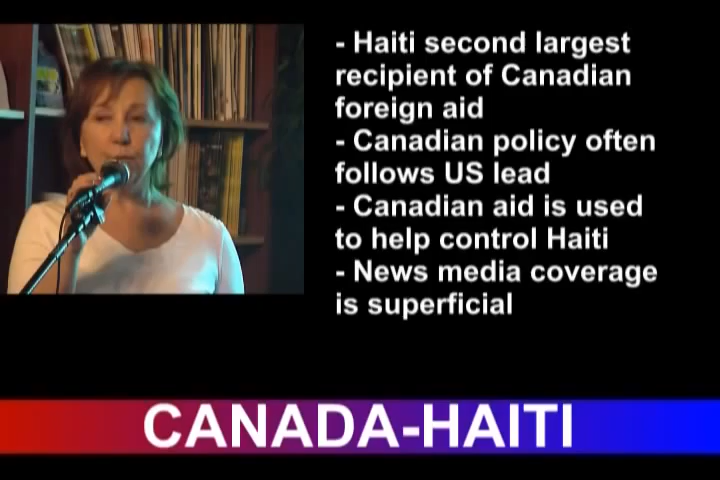 - Haiti second largest
recipient of Canadian
foreign aid
- Canadian policy often
follows US lead
- Canadian aid is used
to help control Haiti
- News media coverage
is superficial
CANADA-HAITI